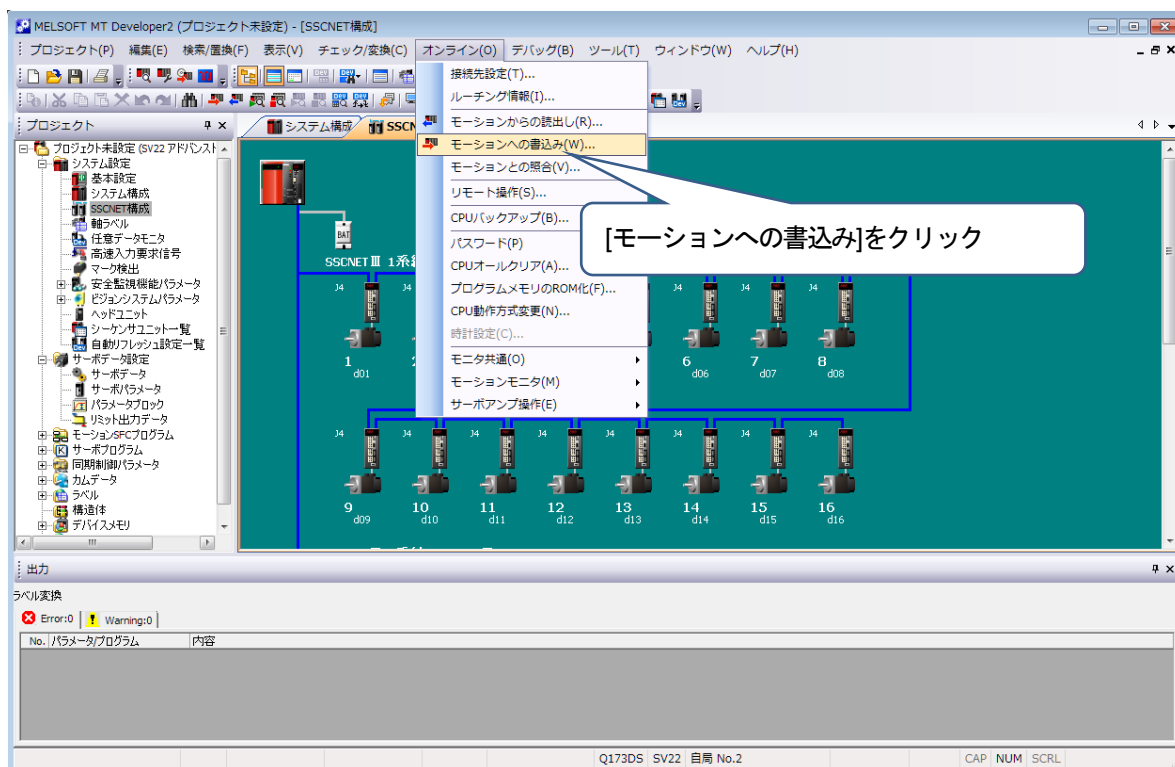 MELSOFT MT Developer2 (プロジェクト未設定) - [SSCNET構成]
プロジェクト(P) 編集(E) 検索/置換(F) 表示(V) チェック/変換(C) オンライン(O) デバッグ(B) ツール(T) ウィンドウ(W) ヘルプ(H)
接続先設定(T)...
ルーチング情報(I)...
モーションからの読出し(R)...
モーションへの書込み(W)...
モーションとの照合(V)...
リモート操作(S)...
CPUバックアップ(B)...
パスワード(P)
CPUオールクリア(A)...
プログラムメモリのROM化(F)...
CPU動作方式変更(N)...
時計設定(C)...
モニタ共通(O)
モーションモニタ(M)
サーボアンプ操作(E)
[モーションへの書込み]をクリック
プロジェクト
プロジェクト未設定 (SV22 アドバンスト
システム設定
基本設定
システム構成
SSCNET構成
軸ラベル
任意データモニタ
高速入力要求信号
マーク検出
安全監視機能パラメータ
ビジョンシステムパラメータ
ヘッドユニット
シーケンサユニット一覧
自動リフレッシュ設定一覧
サーボデータ設定
サーボデータ
サーボパラメータ
パラメータブロック
リミット出力データ
モーションSFCプログラム
サーボプログラム
同期制御パラメータ
カムデータ
ラベル
構造体
デバイスメモリ
システム構成 SSCN
BAT
SSCNETⅢ 1系統
J4 J4 J4 J4 J4
1 6 7 8
d01 d06 d07 d08
J4 J4 J4 J4 J4 J4 J4 J4
9 10 11 12 13 14 15 16
d09 d10 d11 d12 d13 d14 d15 d16
出力
ラベル変換
Error:0 Warning:0
No. パラメータ/プログラム 内容
Q173DS SV22 自局 No.2 CAP NUM SCRL